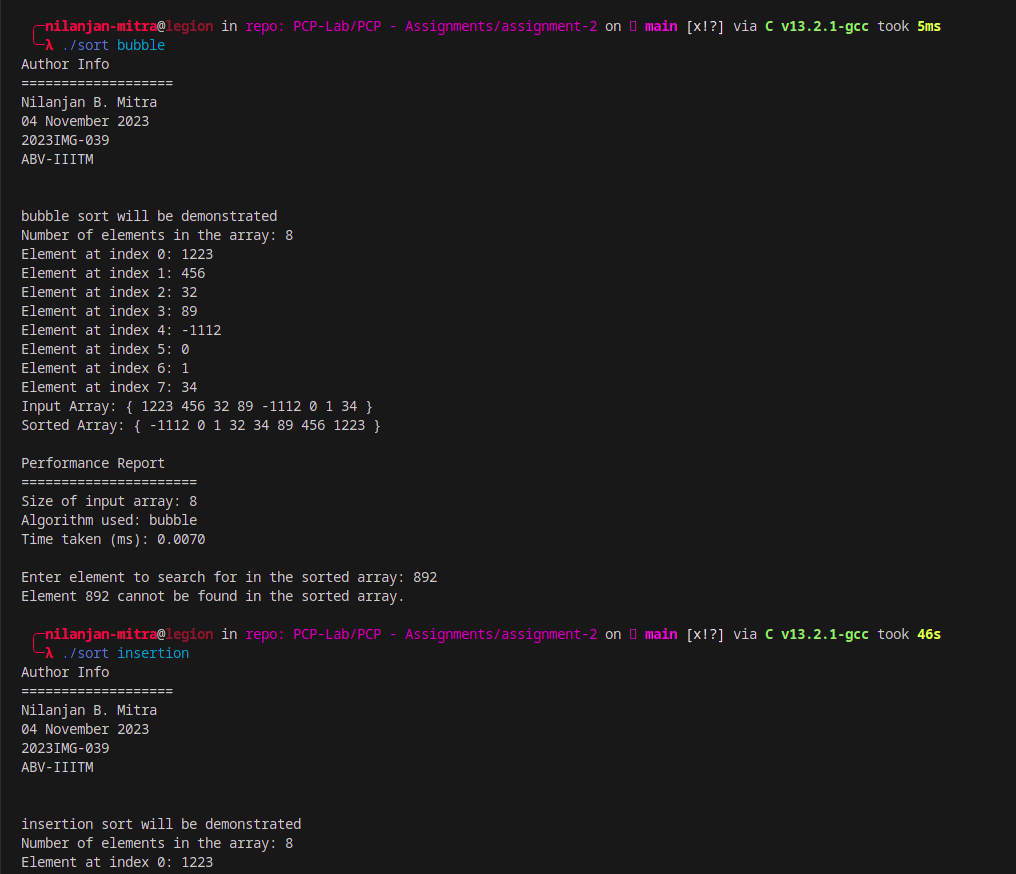 nilanjan-mitra@legion in repo: PCP-Lab/PCP - Assignments/assignment-2 on main [x!?] via C v13.2.1-gcc took 5ms
λ ./sort bubble
Author Info
===================
Nilanjan B. Mitra
04 November 2023
2023IMG-039
ABV-IIITM
bubble sort will be demonstrated
Number of elements in the array: 8
Element at index 0: 1223
Element at index 1: 456
Element at index 2: 32
Element at index 3: 89
Element at index 4: -1112
Element at index 5: 0
Element at index 6: 1
Element at index 7: 34
Input Array: { 1223 456 32 89 -1112 0 1 34 }
Sorted Array: { -1112 0 1 32 34 89 456 1223 }
Performance Report
======================
Size of input array: 8
Algorithm used: bubble
Time taken (ms): 0.0070
Enter element to search for in the sorted array: 892
Element 892 cannot be found in the sorted array.
nilanjan-mitra@legion in repo: PCP-Lab/PCP - Assignments/assignment-2 on main [x!?] via C v13.2.1-gcc took 46s
λ ./sort insertion
Author Info
===================
Nilanjan B. Mitra
04 November 2023
2023IMG-039
ABV-IIITM
insertion sort will be demonstrated
Number of elements in the array: 8
Element at index 0: 1223